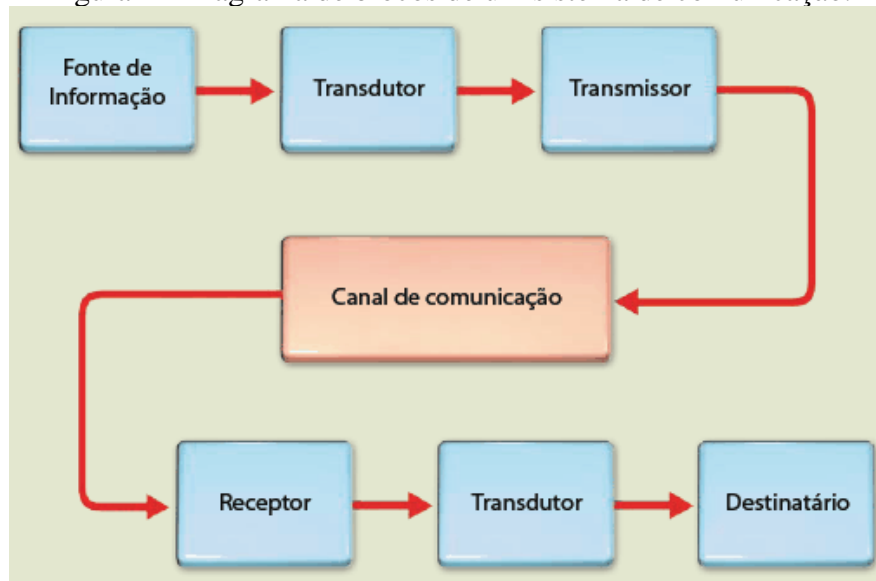 Fonte de
Informação
Transdutor
Transmissor
Canal de comunicação
Receptor
Transdutor
Destinatário